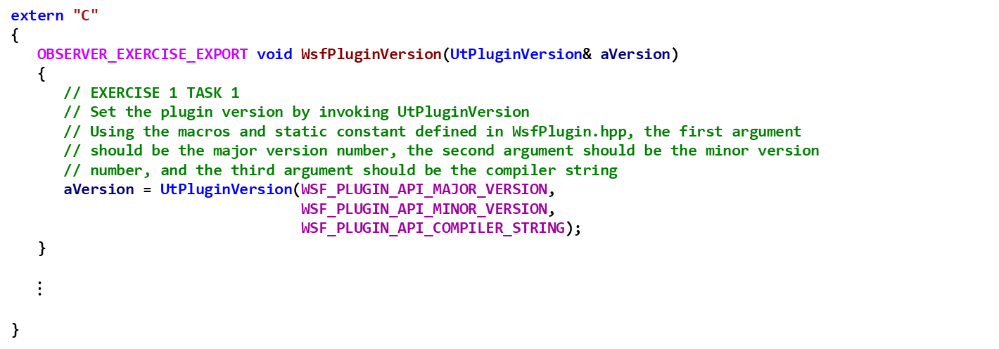 extern "C"
{
   OBSERVER_EXERCISE_EXPORT void WsfPluginVersion(UtPluginVersion& aVersion)
   {
      // EXERCISE 1 TASK 1
      // Set the plugin version by invoking UtPluginVersion
      // Using the macros and static constant defined in WsfPlugin.hpp, the first argument
      // should be the major version number, the second argument should be the minor version
      // number, and the third argument should be the compiler string
      aVersion = UtPluginVersion(WSF_PLUGIN_API_MAJOR_VERSION,
                                 WSF_PLUGIN_API_MINOR_VERSION,
                                 WSF_PLUGIN_API_COMPILER_STRING);
   }
   ⋮
}